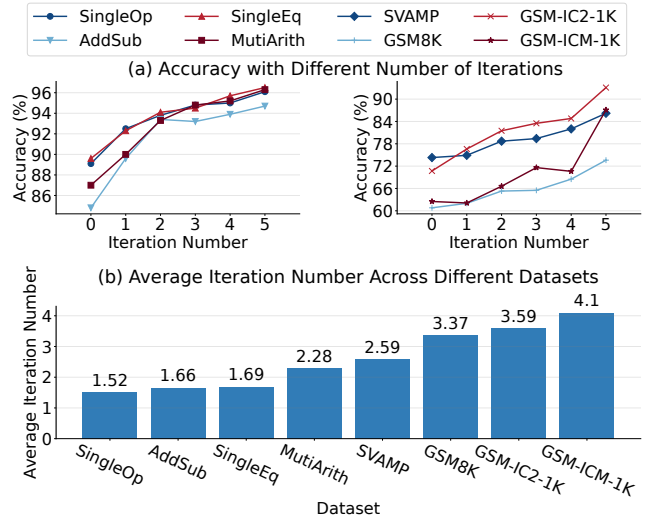 SingleOp SingleEq SVAMP GSM-IC2-1K
AddSub MutiArith GSM8K GSM-ICM-1K
(a) Accuracy with Different Number of Iterations
Accuracy (%)
96
94
92
90
88
86
0 1 2 3 4 5
Iteration Number
Accuracy (%)
90
84
78
72
66
60
0 1 2 3 4 5
Iteration Number
(b) Average Iteration Number Across Different Datasets
Average Iteration Number
4
3
2
1
0
1.52 1.66 1.69 2.28 2.59 3.37 3.59 4.1
SingleOp AddSub SingleEq MutiArith SVAMP GSM8K GSM-IC2-1K GSM-ICM-1K
Dataset